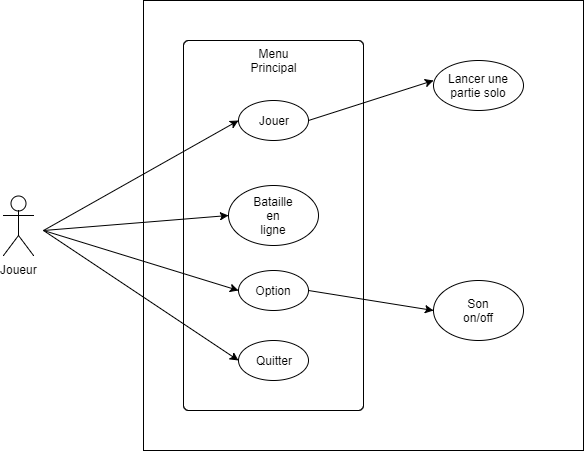 Menu
Principal
Lancer une
partie solo
Jouer
Bataille
en
ligne
Joueur
Option
Son
on/off
Quitter